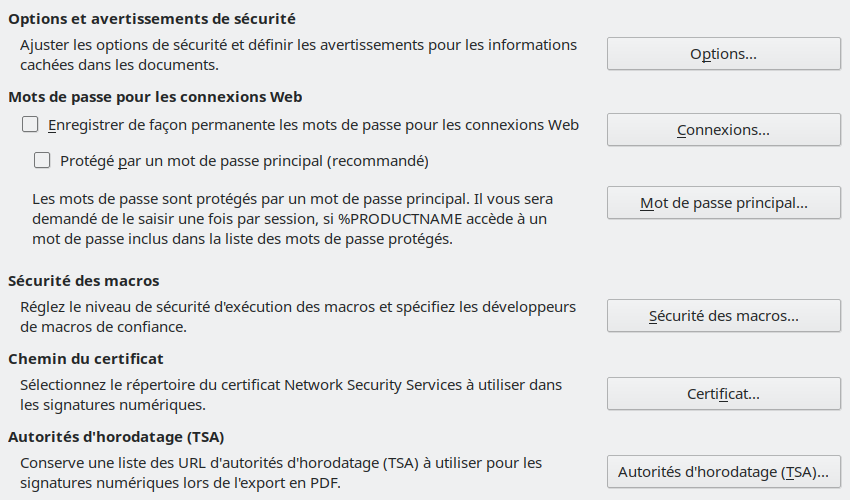 Options et avertissements de sécurité
Ajuster les options de sécurité et définir les avertissements pour les informations
cachées dans les documents.
Options...
Mots de passe pour les connexions Web
Enregistrer de façon permanente les mots de passe pour les connexions Web
Connexions...
Protégé par un mot de passe principal (recommandé)
Les mots de passe sont protégés par un mot de passe principal. Il vous sera
demandé de le saisir une fois par session, si %PRODUCTNAME accède à un
mot de passe inclus dans la liste des mots de passe protégés.
Mot de passe principal...
Sécurité des macros
Réglez le niveau de sécurité d'exécution des macros et spécifiez les développeurs
de macros de confiance.
Sécurité des macros...
Chemin du certificat
Sélectionnez le répertoire du certificat Network Security Services à utiliser dans
les signatures numériques.
Certificat...
Autorités d'horodatage (TSA)
Conserve une liste des URL d'autorités d'horodatage (TSA) à utiliser pour les
signatures numériques lors de l'export en PDF.
Autorités d'horodatage (TSA)...